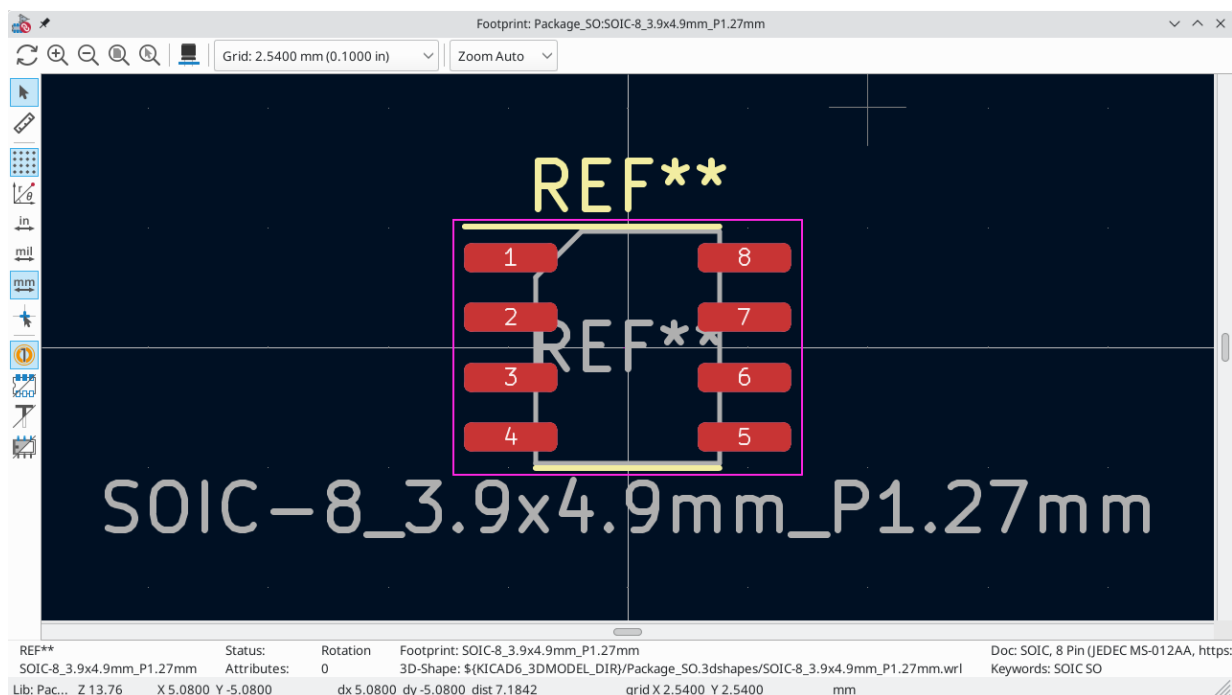 Footprint: Package_SO:SOIC-8_3.9x4.9mm_P1.27mm
Grid: 2.5400 mm (0.1000 in)
Zoom Auto
r
θ
in
mil
mm
REF**
1
8
2
7
REF**
3
6
4
5
SOIC-8_3.9x4.9mm_P1.27mm
REF** Status: Rotation Footprint: SOIC-8_3.9x4.9mm_P1.27mm Doc: SOIC, 8 Pin (JEDEC MS-012AA, https:
SOIC-8_3.9x4.9mm_P1.27mm Attributes: 0 3D-Shape: ${KICAD6_3DMODEL_DIR}/Package_SO.3dshapes/SOIC-8_3.9x4.9mm_P1.27mm.wrl Keywords: SOIC SO
Lib: Pac... Z 13.76 X 5.0800 Y -5.0800 dx 5.0800 dy -5.0800 dist 7.1842 grid X 2.5400 Y 2.5400 mm